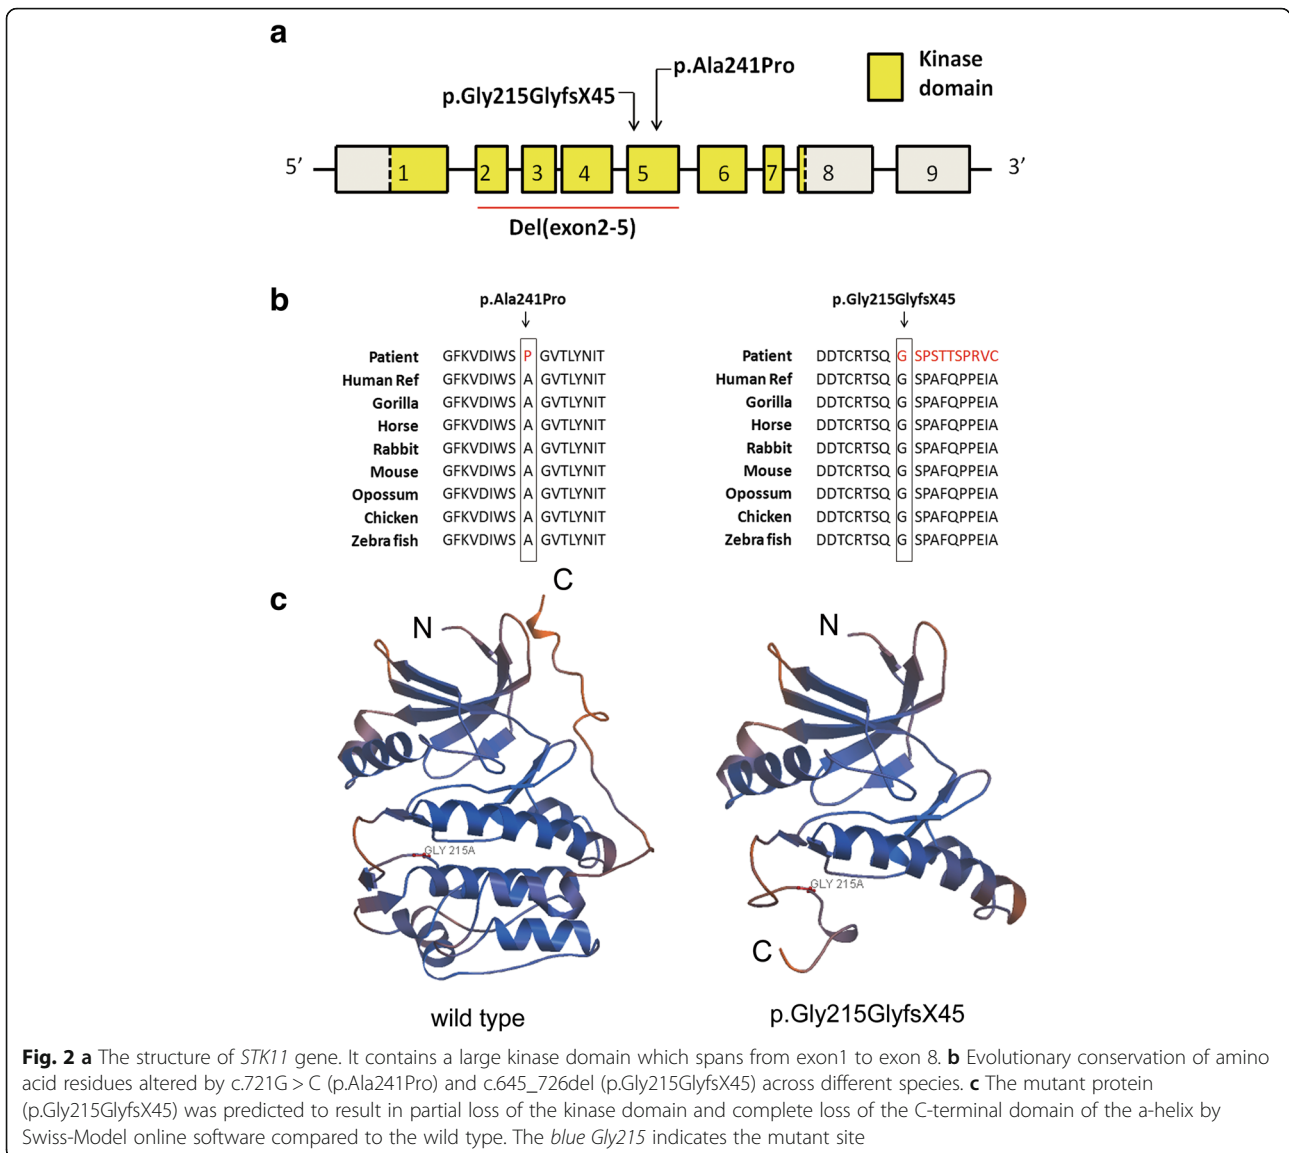 a
p.Ala241Pro
Kinase
domain
p.Gly215GlyfsX45
5’ 1 2 3 4 5 6 7 8 9 3’
Del(exon2-5)
b
p.Ala241Pro
Patient GFKVDIWS P GVTLYNIT
Human Ref GFKVDIWS A GVTLYNIT
Gorilla GFKVDIWS A GVTLYNIT
Horse GFKVDIWS A GVTLYNIT
Rabbit GFKVDIWS A GVTLYNIT
Mouse GFKVDIWS A GVTLYNIT
Opossum GFKVDIWS A GVTLYNIT
Chicken GFKVDIWS A GVTLYNIT
Zebra fish GFKVDIWS A GVTLYNIT
p.Gly215GlyfsX45
Patient DDTCRTSQ G SPSTTSPRVC
Human Ref DDTCRTSQ G SPAFQPPEIA
Gorilla DDTCRTSQ G SPAFQPPEIA
Horse DDTCRTSQ G SPAFQPPEIA
Rabbit DDTCRTSQ G SPAFQPPEIA
Mouse DDTCRTSQ G SPAFQPPEIA
Opossum DDTCRTSQ G SPAFQPPEIA
Chicken DDTCRTSQ G SPAFQPPEIA
Zebra fish DDTCRTSQ G SPAFQPPEIA
c
C
N
GLY 215A
wild type
N
GLY 215A
C
p.Gly215GlyfsX45
Fig. 2 a The structure of STK11 gene. It contains a large kinase domain which spans from exon1 to exon 8. b Evolutionary conservation of amino
acid residues altered by c.721G > C (p.Ala241Pro) and c.645_726del (p.Gly215GlyfsX45) across different species. c The mutant protein
(p.Gly215GlyfsX45) was predicted to result in partial loss of the kinase domain and complete loss of the C-terminal domain of the a-helix by
Swiss-Model online software compared to the wild type. The blue Gly215 indicates the mutant site